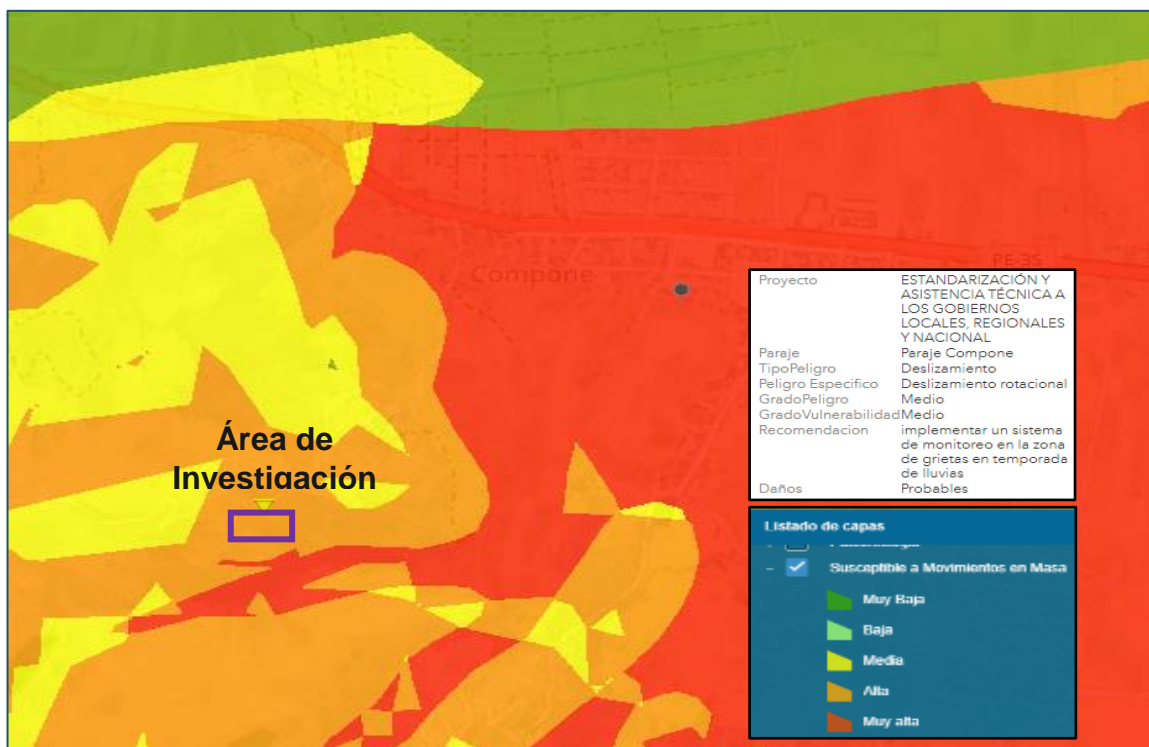 Compone
PE-3S
Área de
Investigación
Proyecto ESTANDARIZACIÓN Y
ASISTENCIA TÉCNICA A
LOS GOBIERNOS
LOCALES, REGIONALES
Y NACIONAL
Paraje Paraje Compone
TipoPeligro Deslizamiento
Peligro Especifico Deslizamiento rotacional
GradoPeligro Medio
GradoVulnerabilidad Medio
Recomendacion implementar un sistema
de monitoreo en la zona
de grietas en temporada
de lluvias
Daños Probables
Listado de capas
Susceptible a Movimientos en Masa
Muy Baja
Baja
Media
Alta
Muy alta